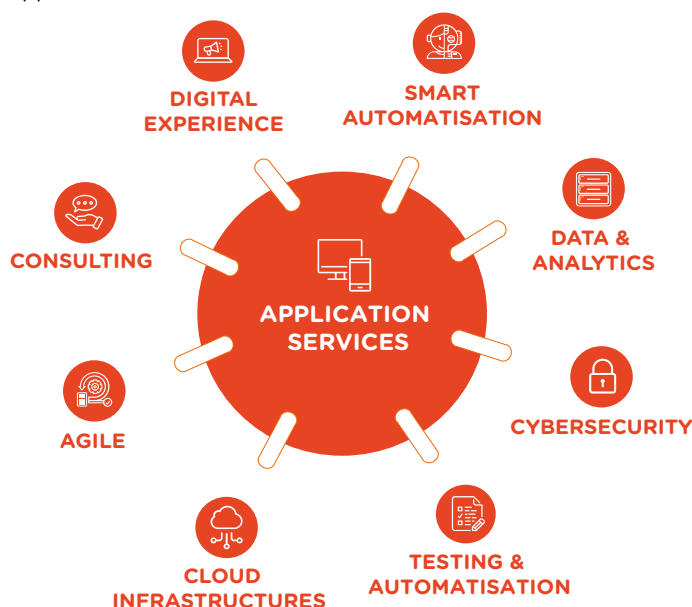 DIGITAL
EXPERIENCE
SMART
AUTOMATISATION
CONSULTING
DATA &
ANALYTICS
APPLICATION
SERVICES
AGILE
CYBERSECURITY
CLOUD
INFRASTRUCTURES
TESTING &
AUTOMATISATION